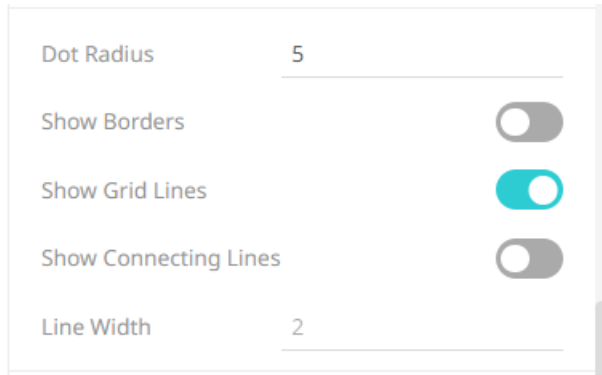 Dot Radius 5
Show Borders
Show Grid Lines
Show Connecting Lines
Line Width 2